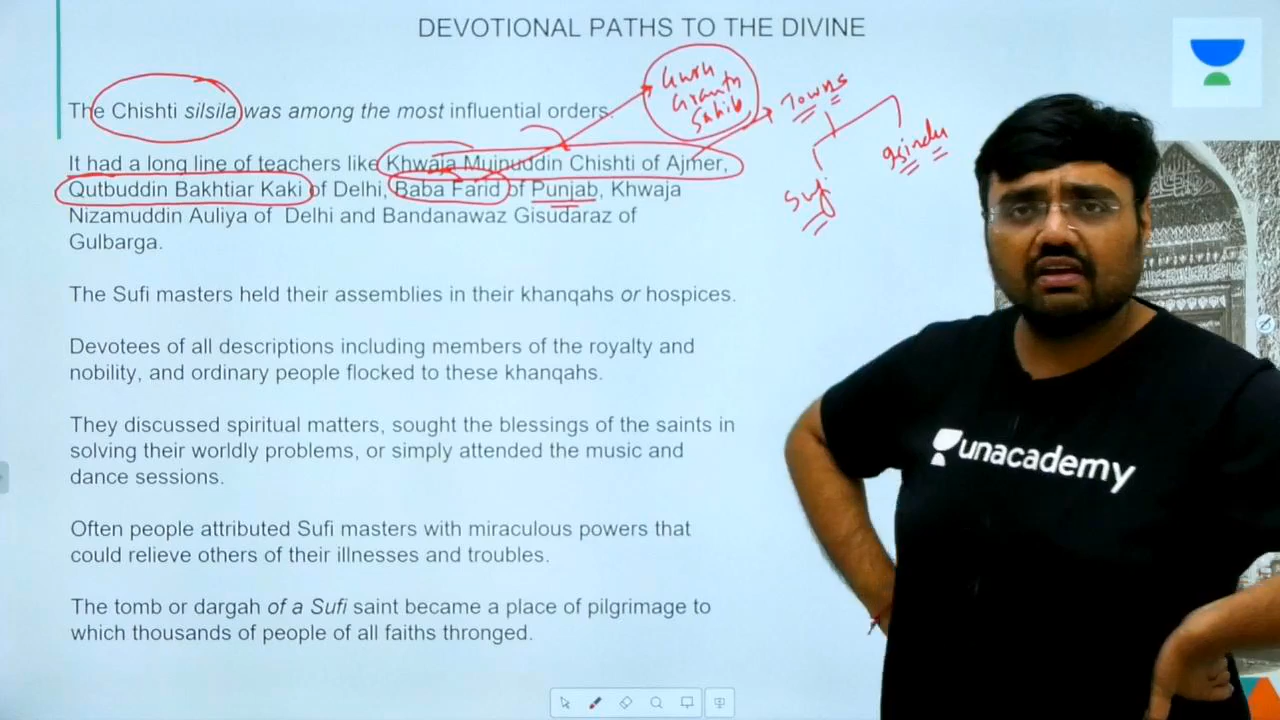 DEVOTIONAL PATHS TO THE DIVINE
The Chishti silsila was among the most influential orders.
Guru
Granth
Sahib
Towns
It had a long line of teachers like Khwaja Muinuddin Chishti of Ajmer,
Qutbuddin Bakhtiar Kaki of Delhi, Baba Farid of Punjab, Khwaja
Nizamuddin Auliya of Delhi and Bandanawaz Gisudaraz of
Gulbarga.
Sufi
The Sufi masters held their assemblies in their khanqahs or hospices.
Devotees of all descriptions including members of the royalty and
nobility, and ordinary people flocked to these khanqahs.
They discussed spiritual matters, sought the blessings of the saints in
solving their worldly problems, or simply attended the music and
dance sessions.
Often people attributed Sufi masters with miraculous powers that
could relieve others of their illnesses and troubles.
The tomb or dargah of a Sufi saint became a place of pilgrimage to
which thousands of people of all faiths thronged.
unacademy